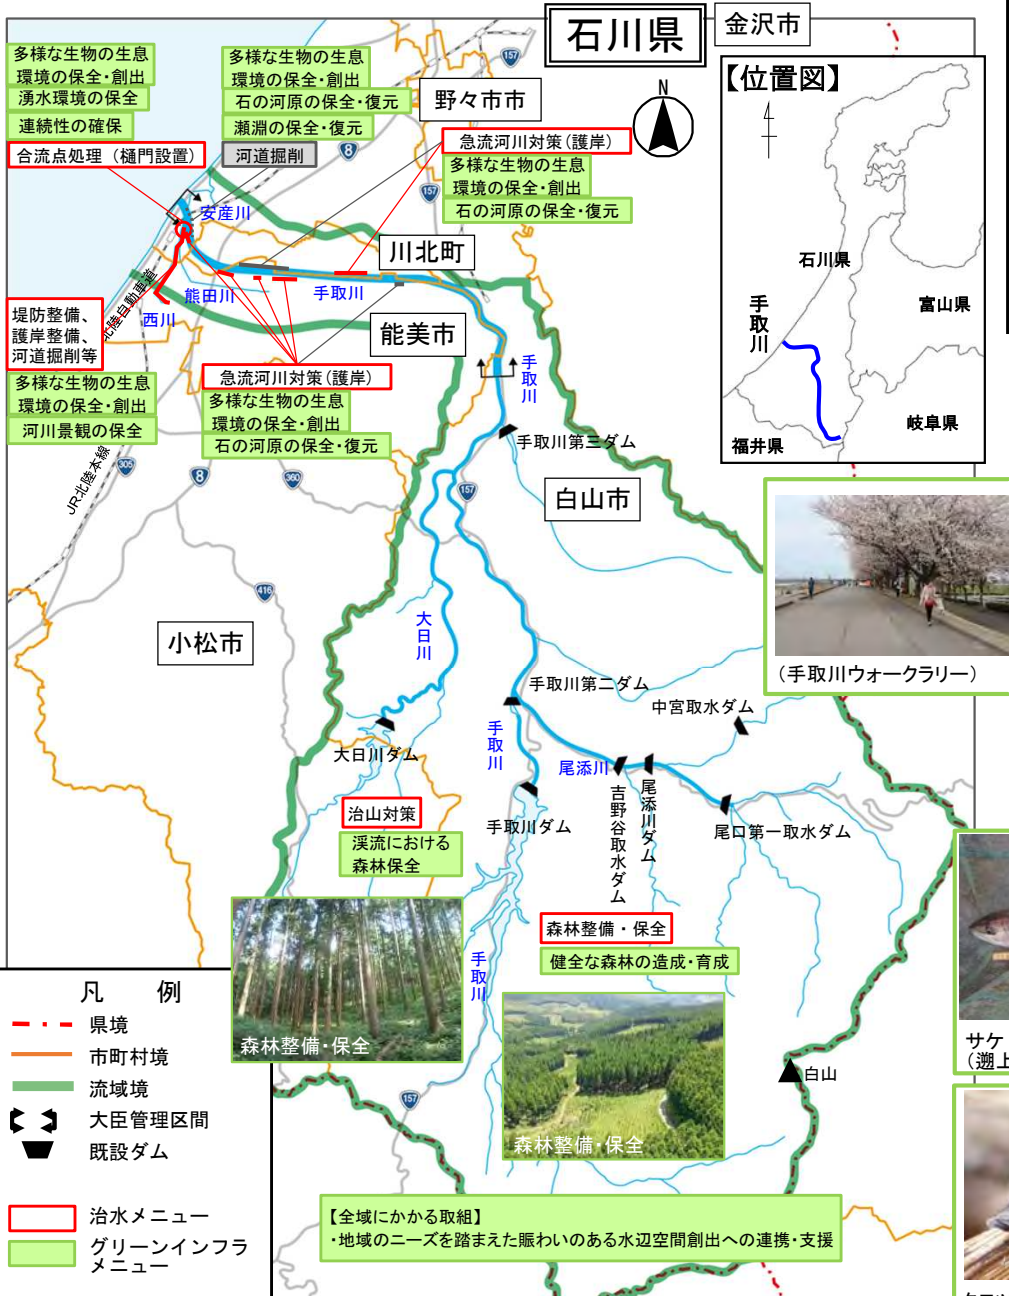 石川県
金沢市
多様な生物の生息
環境の保全・創出
湧水環境の保全
連続性の確保
合流点処理（樋門設置）
多様な生物の生息
環境の保全・創出
石の河原の保全・復元
瀬淵の保全・復元
河道掘削
野々市市
157
N
急流河川対策(護岸)
多様な生物の生息
環境の保全・創出
石の河原の保全・復元
8
157
安産川
川北町
【位置図】
石川県
富山県
手取川
岐阜県
福井県
北陸自動車道
熊田川
手取川
西川
能美市
堤防整備、
護岸整備、
河道掘削等
多様な生物の生息
環境の保全・創出
河川景観の保全
急流河川対策(護岸)
多様な生物の生息
環境の保全・創出
石の河原の保全・復元
手取川
手取川第三ダム
JR北陸本線
305
8
360
157
白山市
416
小松市
大日川
（手取川ウォークラリー）
手取川第二ダム
中宮取水ダム
手取川
大日川ダム
尾添川
吉野谷取水ダム
尾添川ダム
尾口第一取水ダム
手取川ダム
治山対策
渓流における
森林保全
森林整備・保全
健全な森林の造成・育成
手取川
森林整備・保全
森林整備・保全
サケ
（遡上
白山
157
凡　例
県境
市町村境
流域境
大臣管理区間
既設ダム
治水メニュー
グリーンインフラ
メニュー
【全域にかかる取組】
・地域のニーズを踏まえた賑わいのある水辺空間創出への連携・支援